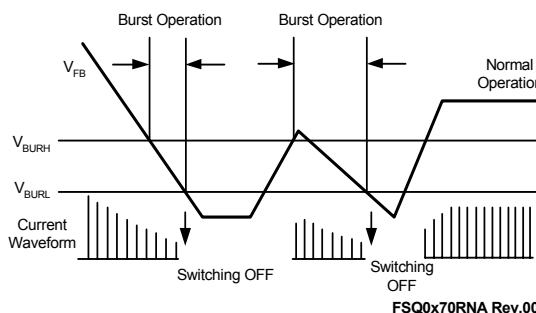 Burst Operation
Burst Operation
V_FB
Normal
Operation
V_BURH
V_BURL
Current
Waveform
Switching OFF
Switching
OFF
FSQ0x70RNA Rev.00